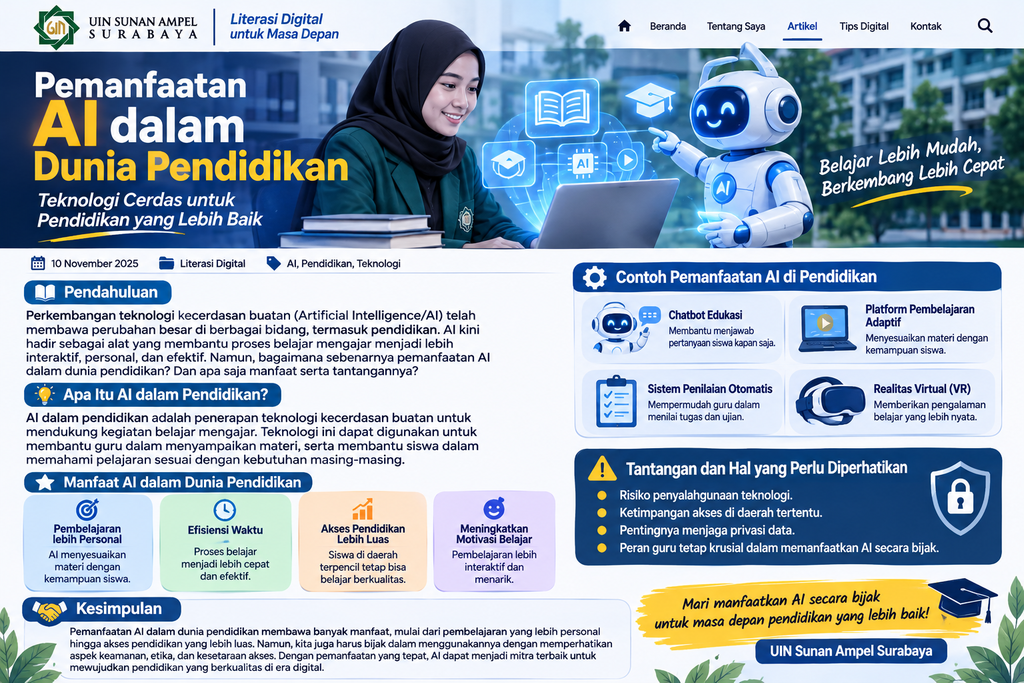 UIN SUNAN AMPEL
SURABAYA
Literasi Digital
untuk Masa Depan
Beranda
Tentang Saya
Artikel
Tips Digital
Kontak
Pemanfaatan
AI dalam
Dunia Pendidikan
Teknologi Cerdas untuk
Pendidikan yang Lebih Baik
AI
AI
Belajar Lebih Mudah,
Berkembang Lebih Cepat
10 November 2025
Literasi Digital
AI, Pendidikan, Teknologi
Pendahuluan
Perkembangan teknologi kecerdasan buatan (Artificial Intelligence/AI) telah
membawa perubahan besar di berbagai bidang, termasuk pendidikan. AI kini
hadir sebagai alat yang membantu proses belajar mengajar menjadi lebih
interaktif, personal, dan efektif. Namun, bagaimana sebenarnya pemanfaatan AI
dalam dunia pendidikan? Dan apa saja manfaat serta tantangannya?
Apa Itu AI dalam Pendidikan?
AI dalam pendidikan adalah penerapan teknologi kecerdasan buatan untuk
mendukung kegiatan belajar mengajar. Teknologi ini dapat digunakan untuk
membantu guru dalam menyampaikan materi, serta membantu siswa dalam
memahami pelajaran sesuai dengan kebutuhan masing-masing.
Manfaat AI dalam Dunia Pendidikan
Pembelajaran
lebih Personal
AI menyesuaikan
materi dengan
kemampuan siswa.
Efisiensi Waktu
Proses belajar
menjadi lebih cepat
dan efektif.
Akses Pendidikan
Lebih Luas
Siswa di daerah
terpencil tetap bisa
belajar berkualitas.
Meningkatkan
Motivasi Belajar
Pembelajaran lebih
interaktif dan
menarik.
Kesimpulan
Pemanfaatan AI dalam dunia pendidikan membawa banyak manfaat, mulai dari pembelajaran yang lebih personal
hingga akses pendidikan yang lebih luas. Namun, kita juga harus bijak dalam menggunakannya dengan memperhatikan
aspek keamanan, etika, dan kesetaraan akses. Dengan pemanfaatan yang tepat, AI dapat menjadi mitra terbaik untuk
mewujudkan pendidikan yang berkualitas di era digital.
Contoh Pemanfaatan AI di Pendidikan
Chatbot Edukasi
Membantu menjawab
pertanyaan siswa kapan saja.
Platform Pembelajaran
Adaptif
Menyesuaikan materi dengan
kemampuan siswa.
Sistem Penilaian Otomatis
Mempermudah guru dalam
menilai tugas dan ujian.
Realitas Virtual (VR)
Memberikan pengalaman
belajar yang lebih nyata.
Tantangan dan Hal yang Perlu Diperhatikan
Risiko penyalahgunaan teknologi.
Ketimpangan akses di daerah tertentu.
Pentingnya menjaga privasi data.
Peran guru tetap krusial dalam memanfaatkan AI secara bijak.
Mari manfaatkan AI secara bijak
untuk masa depan pendidikan yang lebih baik!
UIN Sunan Ampel Surabaya